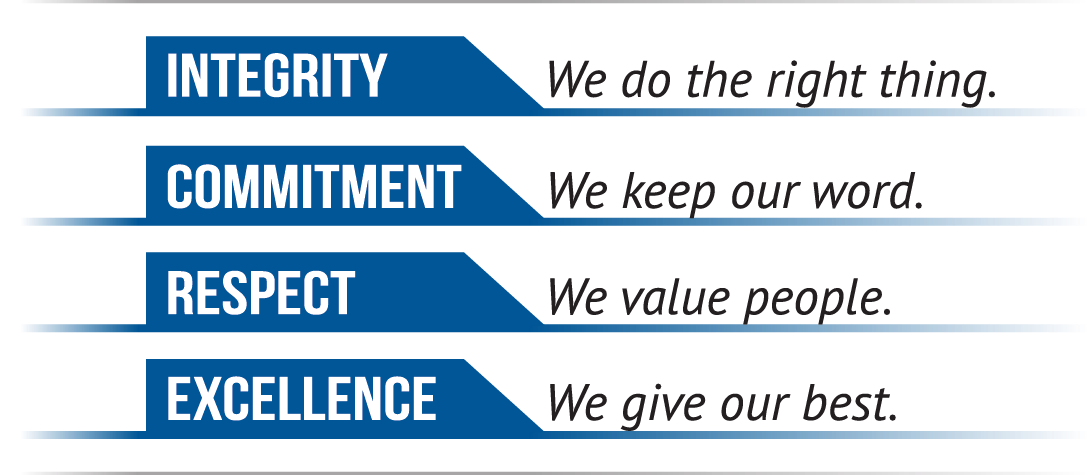 INTEGRITY We do the right thing.
COMMITMENT We keep our word.
RESPECT We value people.
EXCELLENCE We give our best.